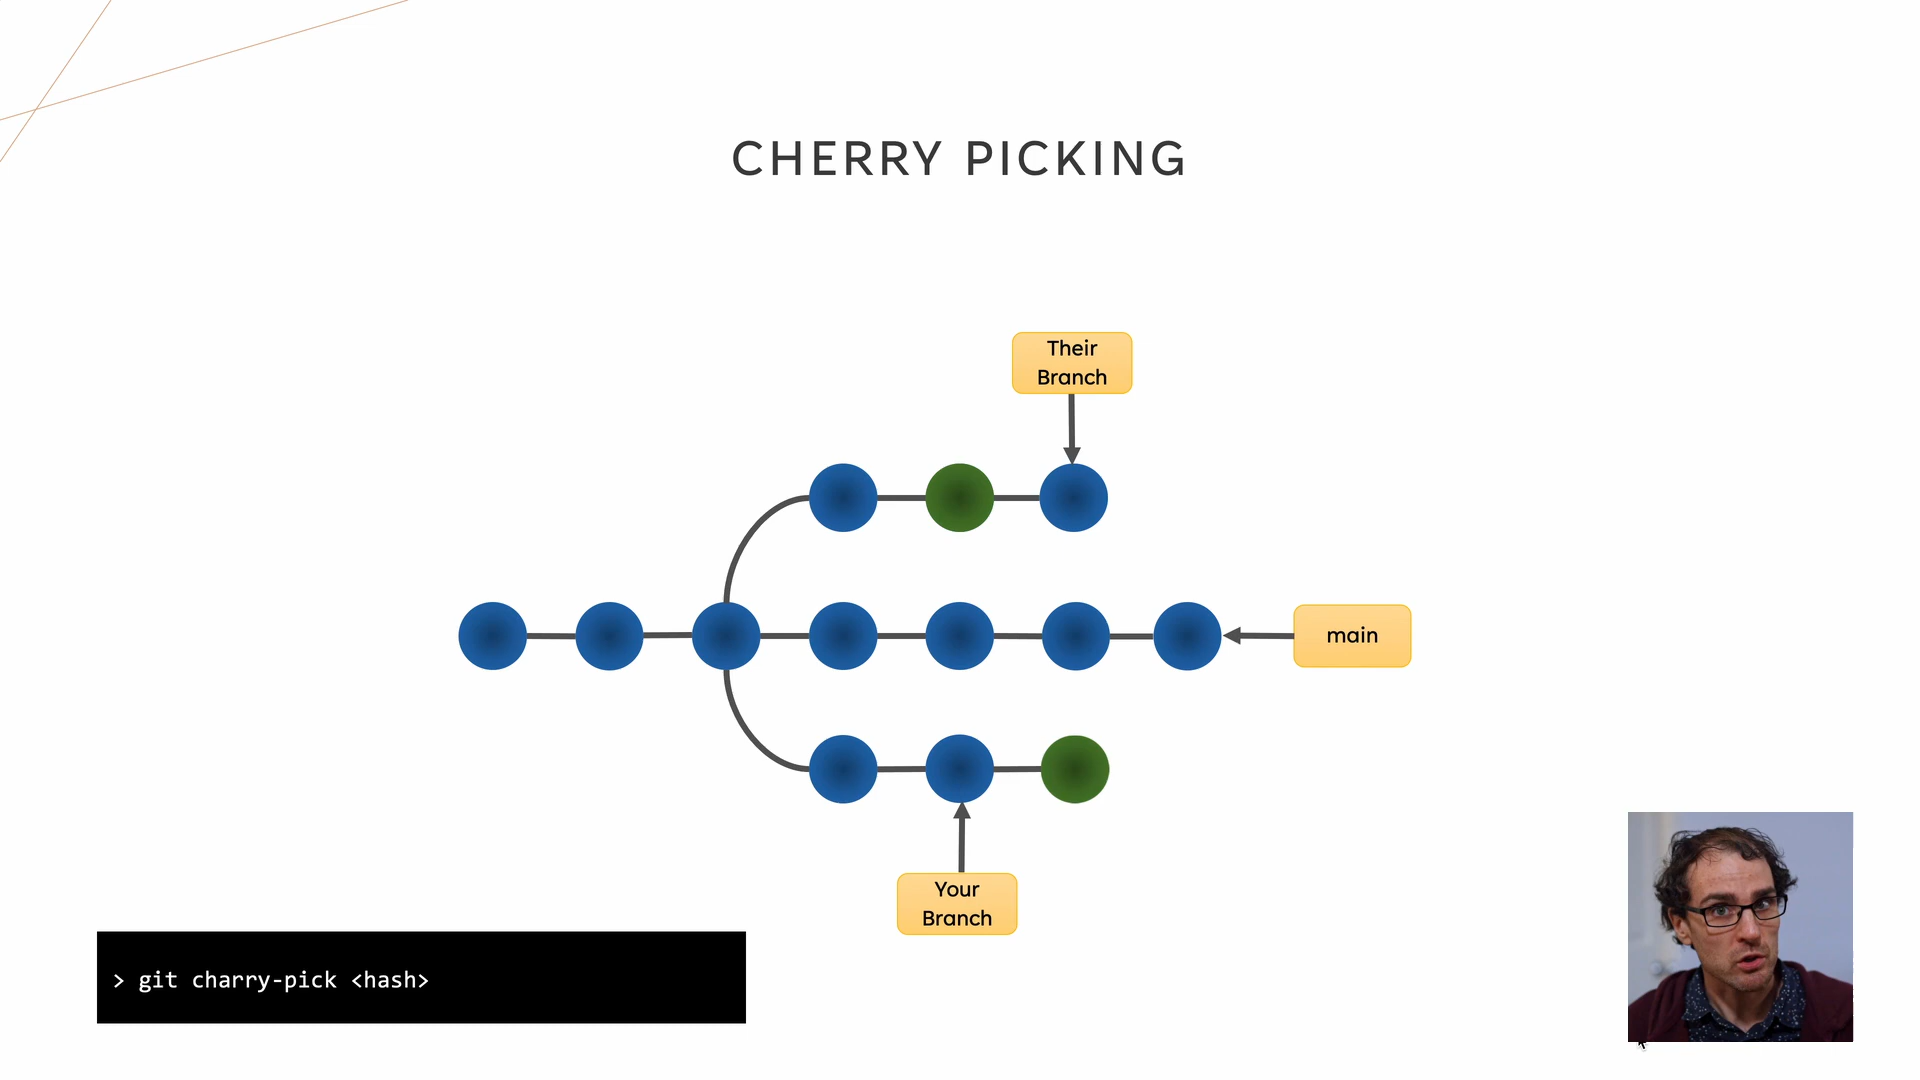 CHERRY PICKING
Their
Branch
main
Your
Branch
> git charry-pick <hash>